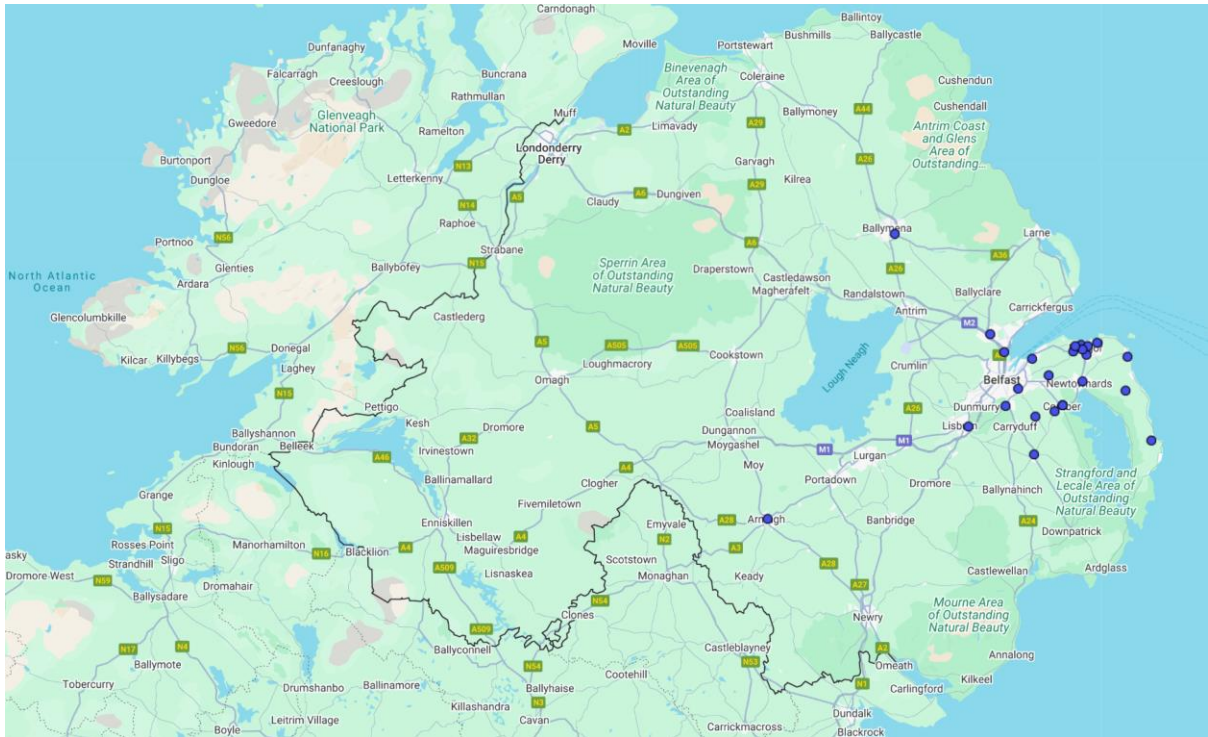 Carndonagh
Ballintoy
Dunfanaghy
Moville
Portstewart
Bushmills
Ballycastle
Falcarragh
Creeslough
Buncrana
Binevenagh
Area of
Outstanding
Natural Beauty
Coleraine
Cushendun
Rathmullan
Cushendall
Gweedore
Glenveagh
National Park
Muff
A44
Ballymoney
Ramelton
A2
Limavady
A29
Antrim Coast
and Glens
Area of
Outstanding...
Londonderry
Derry
Burtonport
A26
Dungloe
Letterkenny
N13
Garvagh
Kilrea
A29
A6
Dungiven
A5
Claudy
N14
Raphoe
Ballymena
Larne
Portnoo
N56
Strabane
A6
A36
North Atlantic
Ocean
Glenties
Ballybofey
N15
Sperrin Area
of Outstanding
Natural Beauty
Draperstown
A26
Ardara
Castledawson
Magherafelt
Randalstown
Ballyclare
Carrickfergus
Glencolumbkille
Castlederg
Antrim
M2
Kilcar
Killybegs
N56
Donegal
A5
A505
A505
Cookstown
Lough Neagh
Crumlin
Laghey
Loughmacrory
Omagh
Belfast
N15
Pettigo
Coalisland
A26
Dunmurry
Kesh
Dromore
Ballyshannon
A5
Dungannon
Carryduff
Bundoran
Belleek
A32
Moygashel
M1
M1
Irvinestown
Lurgan
Kinlough
A46
A4
Moy
Strangford and
Lecale Area of
Outstanding
Natural Beauty
Ballinamallard
Clogher
Portadown
Dromore
Ballynahinch
Grange
Fivemiletown
N15
Enniskillen
Emyvale
A28
Banbridge
A24
Rosses Point
Manorhamilton
Lisbellaw
A4
N2
Downpatrick
Strandhill
Sligo
N16
Blacklion
A4
Maguiresbridge
A3
Scotstown
A28
Dromore West
N59
A509
Lisnaskea
Monaghan
Keady
Castlewellan
Ardglass
Dromahair
A27
Ballysadare
N54
Clones
Mourne Area
of Outstanding
Natural Beauty
Newry
A509
N17
N4
Ballyconnell
Castleblayney
A2
Annalong
Ballymote
N54
N53
Omeath
Cootehill
Kilkeel
Tobercurry
Drumshanbo
Ballinamore
Ballyhaise
N1
Carlingford
Killashandra
N3
Leitrim Village
Cavan
Dundalk
Boyle
Carrickmacross
Blackrock